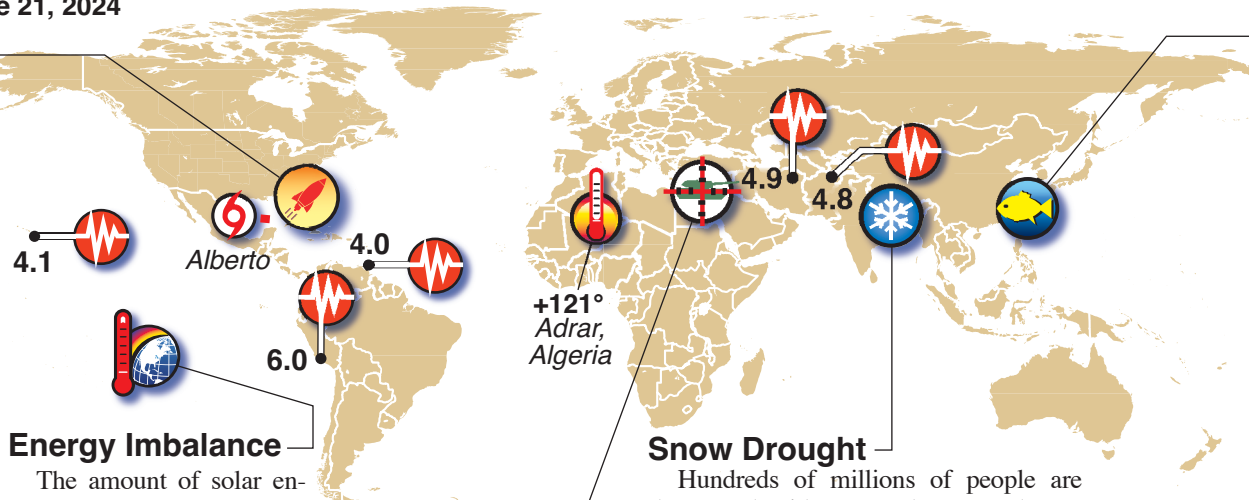 e 21, 2024
4.9
4.8
4.0
4.1
Alberto
+121°
Adrar,
Algeria
6.0
Energy Imbalance
The amount of solar en-
Snow Drought
Hundreds of millions of people are